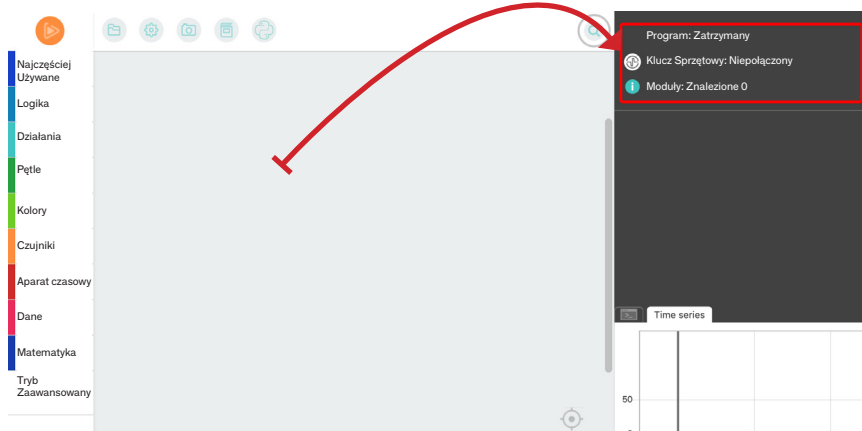 Najczęściej
Używane
Logika
Działania
Pętle
Kolory
Czujniki
Aparat czasowy
Dane
Matematyka
Tryb
Zaawansowany
Program: Zatrzymany
Klucz Sprzętowy: Niepołączony
Moduły: Znalezione 0
Time series
50